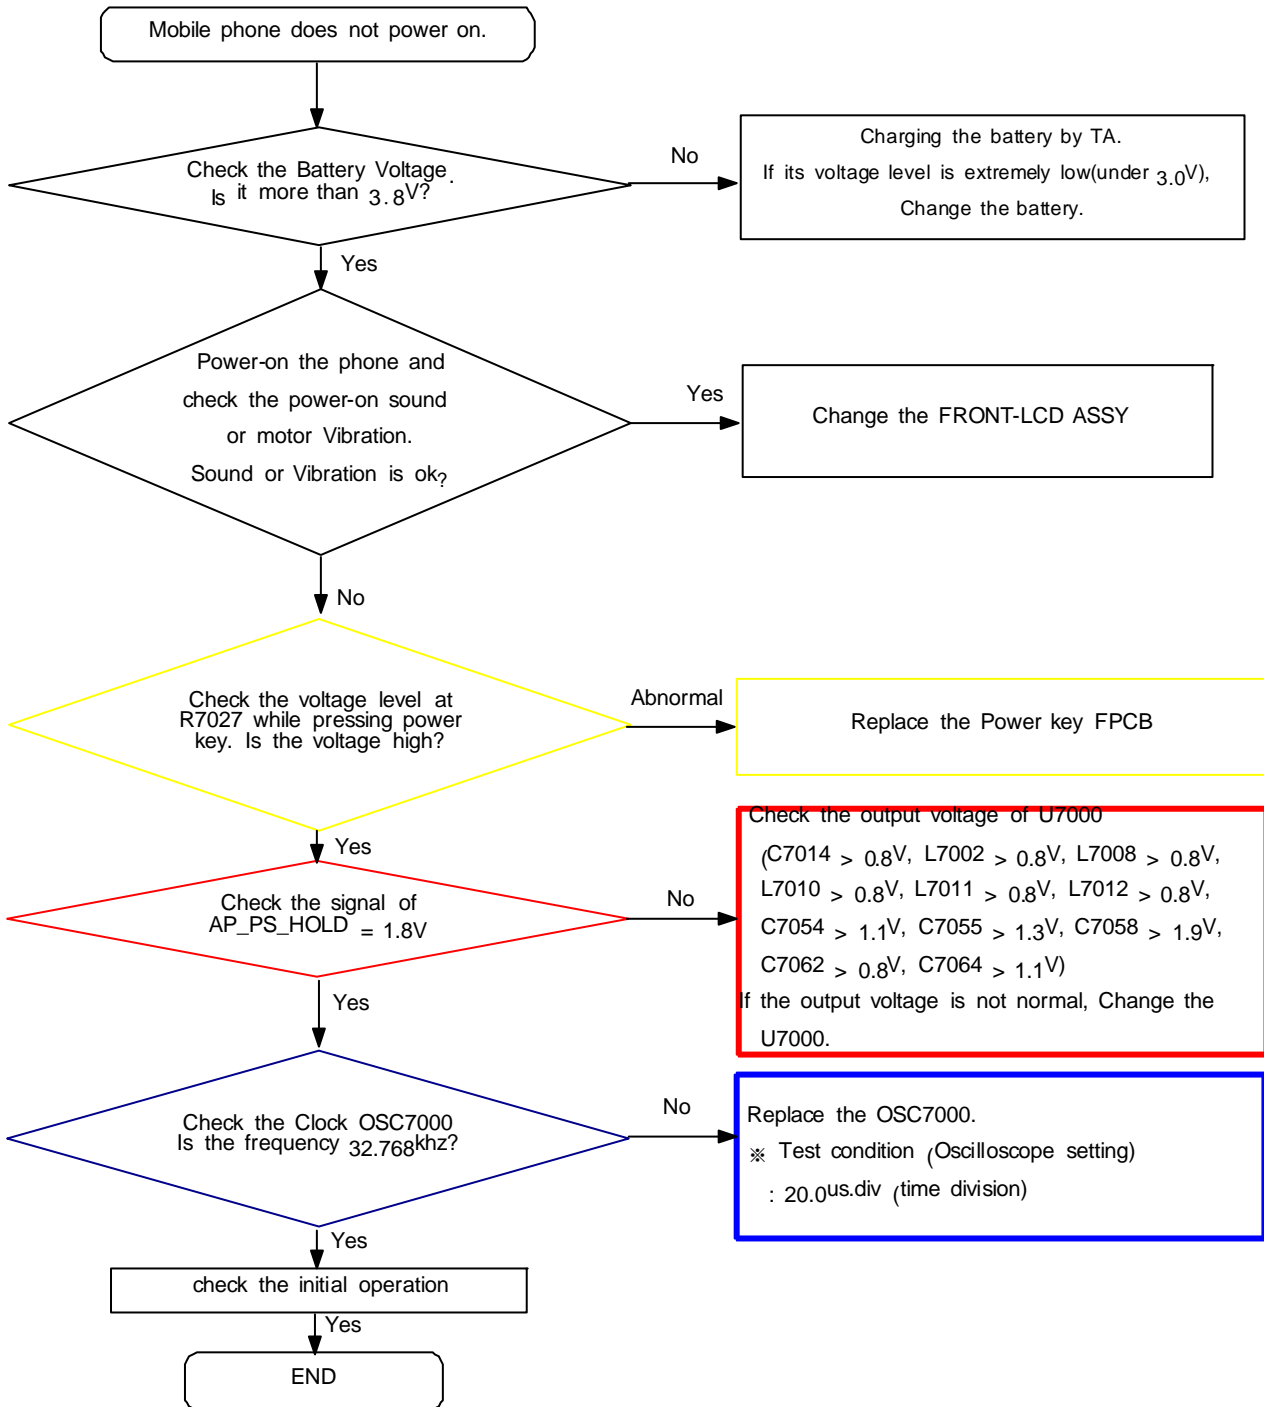 Mobile phone does not power on.
Check the Battery Voltage.
Is it more than 3.8V?
No
Charging the battery by TA.
If its voltage level is extremely low(under 3.0V),
Change the battery.
Yes
Power-on the phone and
check the power-on sound
or motor Vibration.
Sound or Vibration is ok?
Yes
Change the FRONT-LCD ASSY
No
Check the voltage level at
R7027 while pressing power
key. Is the voltage high?
Abnormal
Replace the Power key FPCB
Yes
Check the signal of
AP_PS_HOLD = 1.8V
No
Check the output voltage of U7000
(C7014 > 0.8V, L7002 > 0.8V, L7008 > 0.8V,
L7010 > 0.8V, L7011 > 0.8V, L7012 > 0.8V,
C7054 > 1.1V, C7055 > 1.3V, C7058 > 1.9V,
C7062 > 0.8V, C7064 > 1.1V)
If the output voltage is not normal, Change the
U7000.
Yes
Check the Clock OSC7000
Is the frequency 32.768khz?
No
Replace the OSC7000.
※ Test condition (Oscilloscope setting)
: 20.0us.div (time division)
Yes
check the initial operation
Yes
END